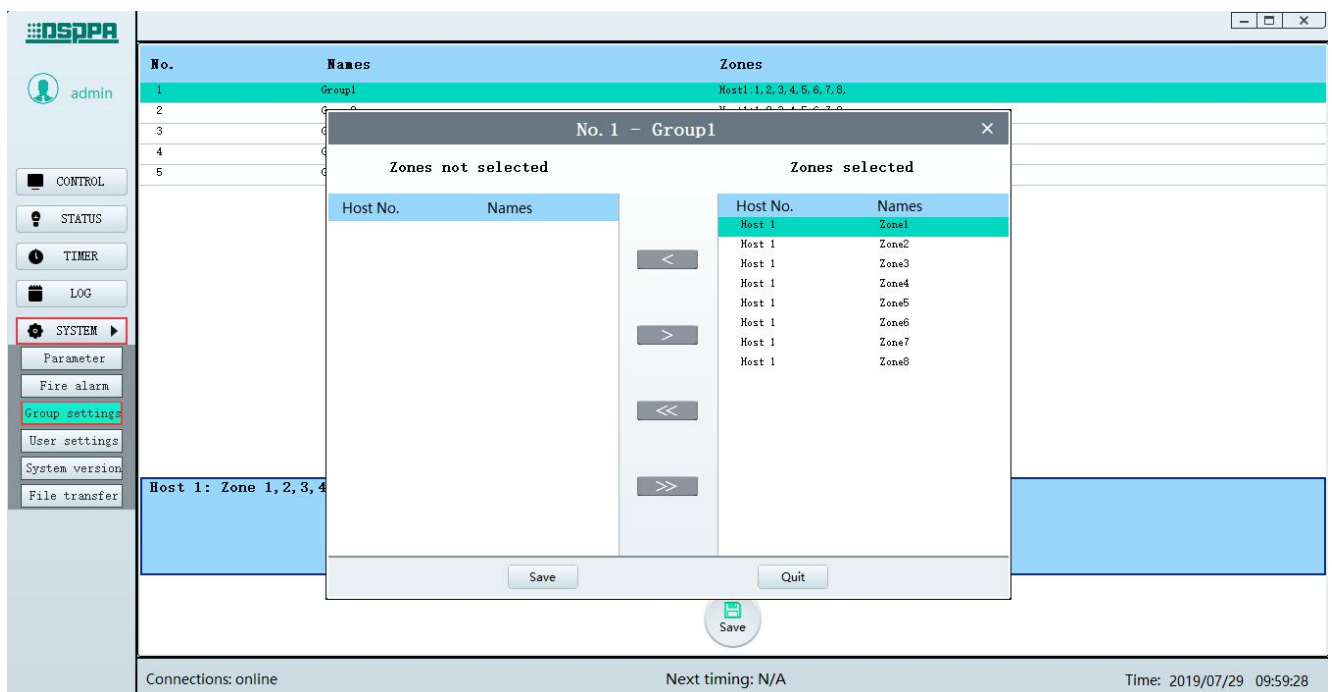 DSPPA
admin
CONTROL
STATUS
TIMER
LOG
SYSTEM
Parameter
Fire alarm
Group settings
User settings
System version
File transfer
No. Names Zones
1 Group1 Host1:1,2,3,4,5,6,7,8,
2
3
4
5
No.1 - Group1
Zones not selected Zones selected
Host No. Names Host No. Names
Host 1 Zone1
Host 1 Zone2
< Host 1 Zone3
Host 1 Zone4
Host 1 Zone5
Host 1 Zone6
> Host 1 Zone7
Host 1 Zone8
<<
>>
Host 1: Zone 1,2,3,4
Save Quit
Save
Connections: online Next timing: N/A Time: 2019/07/29 09:59:28